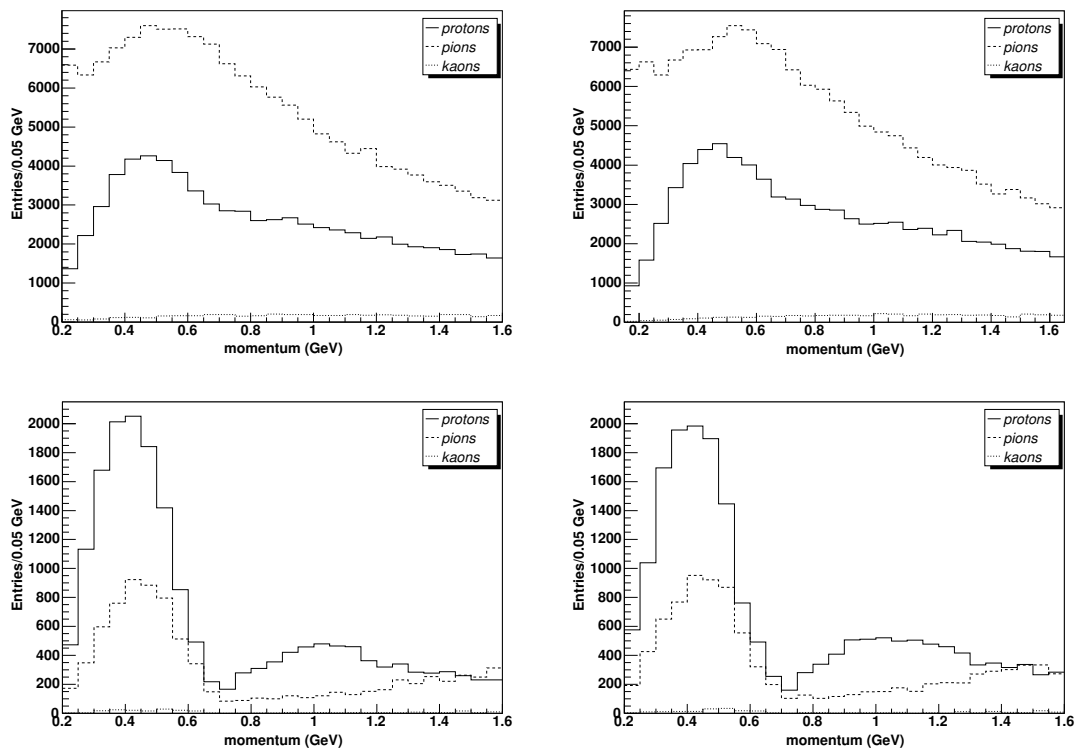 Entries/0.05 GeV
7000
6000
5000
4000
3000
2000
1000
0
0.2 0.4 0.6 0.8 1 1.2 1.4 1.6
momentum (GeV)
protons
pions
kaons
Entries/0.05 GeV
7000
6000
5000
4000
3000
2000
1000
0
0.2 0.4 0.6 0.8 1 1.2 1.4 1.6
momentum (GeV)
protons
pions
kaons
Entries/0.05 GeV
2000
1800
1600
1400
1200
1000
800
600
400
200
0
0.2 0.4 0.6 0.8 1 1.2 1.4 1.6
momentum (GeV)
protons
pions
kaons
Entries/0.05 GeV
2000
1800
1600
1400
1200
1000
800
600
400
200
0
0.2 0.4 0.6 0.8 1 1.2 1.4 1.6
momentum (GeV)
protons
pions
kaons